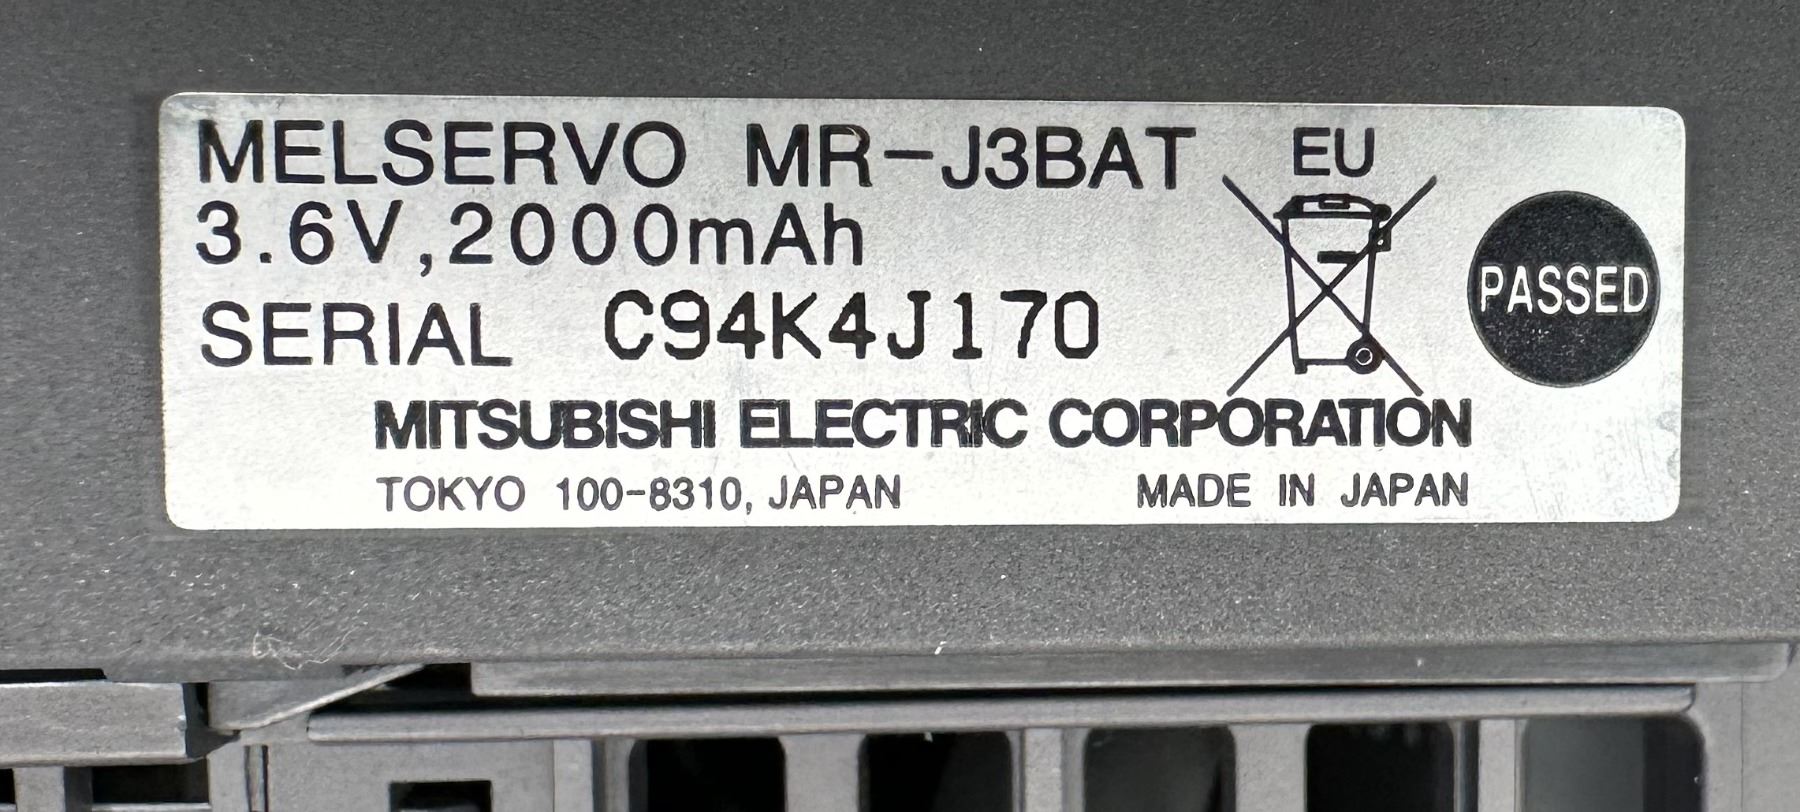 MELSERVO MR-J3BAT EU
3.6V,2000mAh
PASSED
SERIAL C94K4J170
MITSUBISHI ELECTRIC CORPORATION
TOKYO 100-8310, JAPAN MADE IN JAPAN